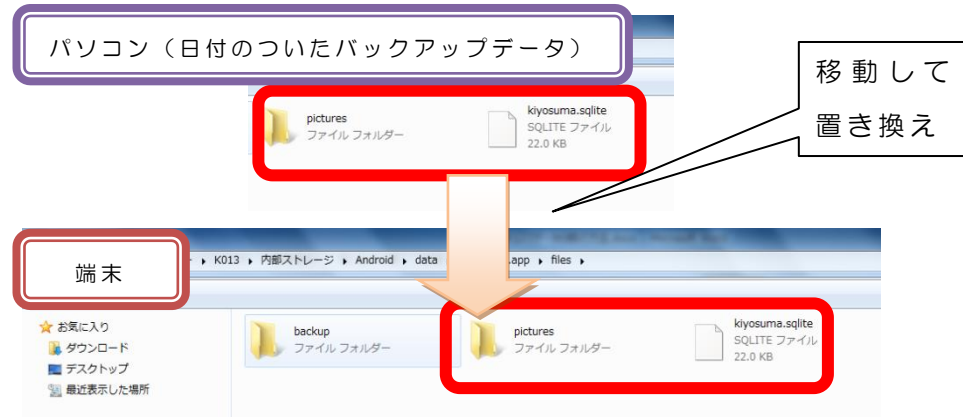 パソコン（日付のついたバックアップデータ）
移動して
置き換え
pictures
ファイル フォルダー
kiyosuma.sqlite
SQLITE ファイル
22.0 KB
端末
K013 ▸ 内部ストレージ ▸ Android ▸ data
.app ▸ files ▸
お気に入り
ダウンロード
デスクトップ
最近表示した場所
backup
ファイル フォルダー
pictures
ファイル フォルダー
kiyosuma.sqlite
SQLITE ファイル
22.0 KB